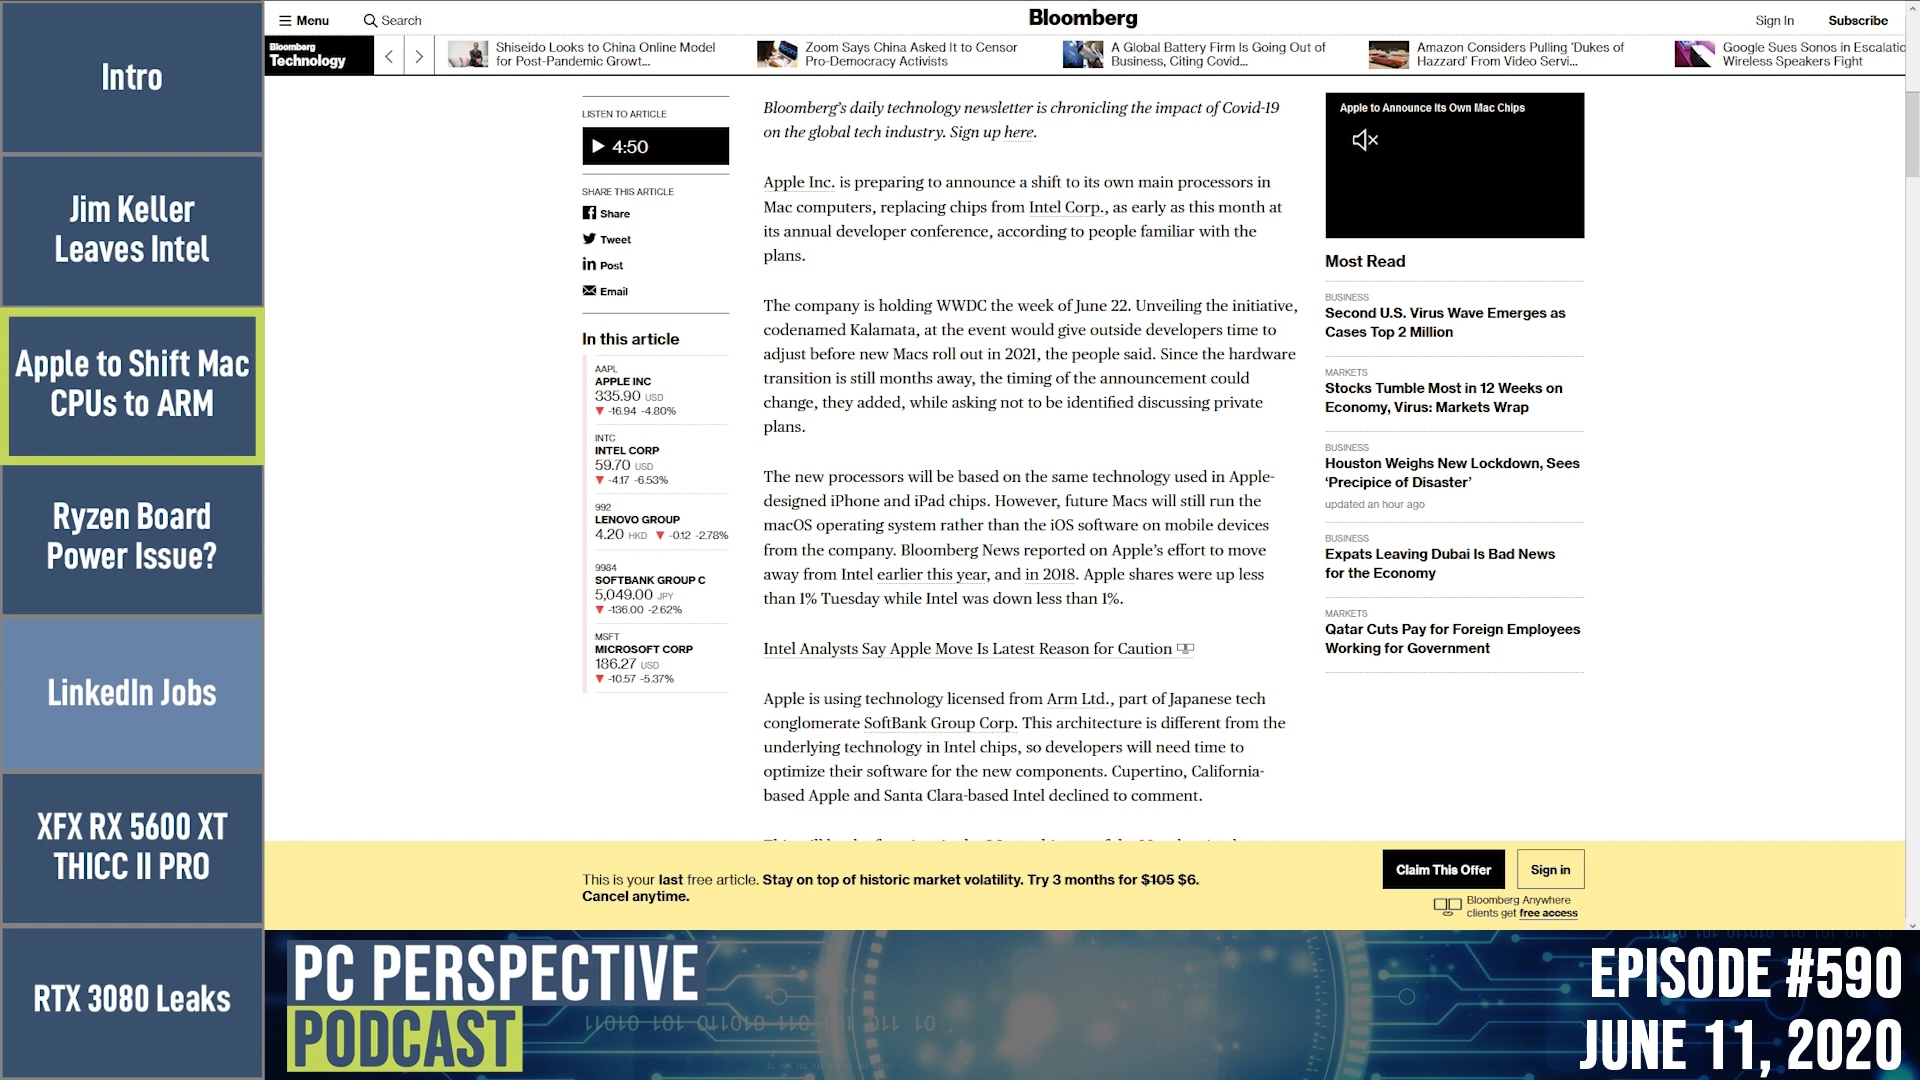 Intro
Jim Keller
Leaves Intel
Apple to Shift Mac
CPUs to ARM
Ryzen Board
Power Issue?
LinkedIn Jobs
XFX RX 5600 XT
THICC II PRO
RTX 3080 Leaks
Menu
Search
Bloomberg
Sign In
Subscribe
Bloomberg
Technology
Shiseido Looks to China Online Model
for Post-Pandemic Growt...
Zoom Says China Asked It to Censor
Pro-Democracy Activists
A Global Battery Firm Is Going Out of
Business, Citing Covid...
Amazon Considers Pulling 'Dukes of
Hazzard' From Video Servi...
Google Sues Sonos in Escalatio
Wireless Speakers Fight
LISTEN TO ARTICLE
4:50
SHARE THIS ARTICLE
Share
Tweet
Post
Email
In this article
AAPL
APPLE INC
335.90 USD
▼ -16.94 -4.80%
INTC
INTEL CORP
59.70 USD
▼ -4.17 -6.53%
992
LENOVO GROUP
4.20 HKD ▼ -0.12 -2.78%
9984
SOFTBANK GROUP C
5,049.00 JPY
▼ -136.00 -2.62%
MSFT
MICROSOFT CORP
186.27 USD
▼ -10.57 -5.37%
Bloomberg's daily technology newsletter is chronicling the impact of Covid-19
on the global tech industry. Sign up here.
Apple Inc. is preparing to announce a shift to its own main processors in
Mac computers, replacing chips from Intel Corp., as early as this month at
its annual developer conference, according to people familiar with the
plans.
The company is holding WWDC the week of June 22. Unveiling the initiative,
codenamed Kalamata, at the event would give outside developers time to
adjust before new Macs roll out in 2021, the people said. Since the hardware
transition is still months away, the timing of the announcement could
change, they added, while asking not to be identified discussing private
plans.
The new processors will be based on the same technology used in Apple-
designed iPhone and iPad chips. However, future Macs will still run the
macOS operating system rather than the iOS software on mobile devices
from the company. Bloomberg News reported on Apple's effort to move
away from Intel earlier this year, and in 2018. Apple shares were up less
than 1% Tuesday while Intel was down less than 1%.
Intel Analysts Say Apple Move Is Latest Reason for Caution
Apple is using technology licensed from Arm Ltd., part of Japanese tech
conglomerate SoftBank Group Corp. This architecture is different from the
underlying technology in Intel chips, so developers will need time to
optimize their software for the new components. Cupertino, California-
based Apple and Santa Clara-based Intel declined to comment.
Apple to Announce Its Own Mac Chips
Most Read
BUSINESS
Second U.S. Virus Wave Emerges as
Cases Top 2 Million
MARKETS
Stocks Tumble Most in 12 Weeks on
Economy, Virus: Markets Wrap
BUSINESS
Houston Weighs New Lockdown, Sees
'Precipice of Disaster'
updated an hour ago
BUSINESS
Expats Leaving Dubai Is Bad News
for the Economy
MARKETS
Qatar Cuts Pay for Foreign Employees
Working for Government
This is your last free article. Stay on top of historic market volatility. Try 3 months for $105 $6.
Cancel anytime.
Claim This Offer
Sign in
Bloomberg Anywhere
clients get free access
PC PERSPECTIVE
PODCAST
EPISODE #590
JUNE 11, 2020